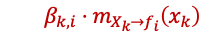 β_{k,i} · m_{X_k→f_i}(x_k)